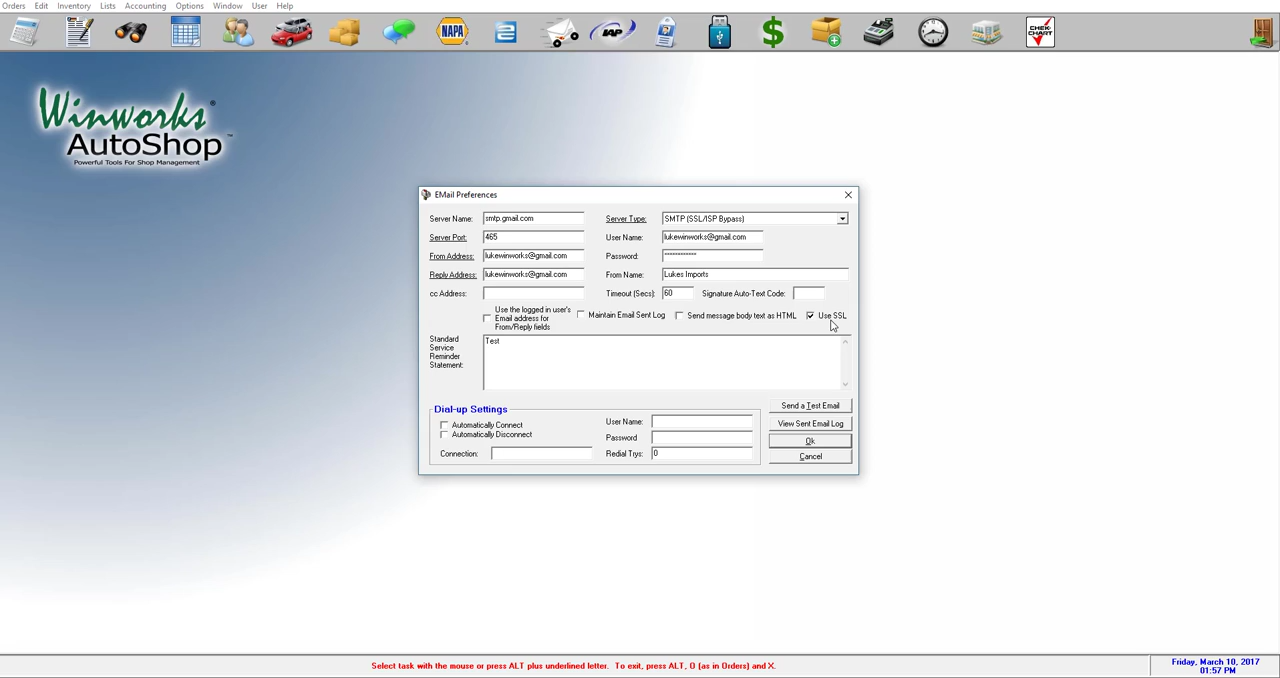 Orders Edit Inventory Lists Accounting Options Window User Help
NAPA
IAP
CHEK-CHART
Winworks®
AutoShop™
Powerful Tools For Shop Management
EMail Preferences
Server Name: smtp.gmail.com Server Type: SMTP (SSL/ISP Bypass)
Server Port: 465 User Name: lukewinworks@gmail.com
From Address: lukewinworks@gmail.com Password: ************
Reply Address: lukewinworks@gmail.com From Name: Lukes Imports
cc Address: Timeout (Secs): 60 Signature Auto-Text Code:
Use the logged in user's
Email address for
From/Reply fields
Maintain Email Sent Log Send message body text as HTML Use SSL
Standard
Service
Reminder
Statement:
Test
Dial-up Settings
Automatically Connect
Automatically Disconnect
Connection:
User Name:
Password
Redial Trys: 0
Send a Test Email
View Sent Email Log
Ok
Cancel
Select task with the mouse or press ALT plus underlined letter. To exit, press ALT, O (as in Orders) and X.
Friday, March 10, 2017
01:57 PM